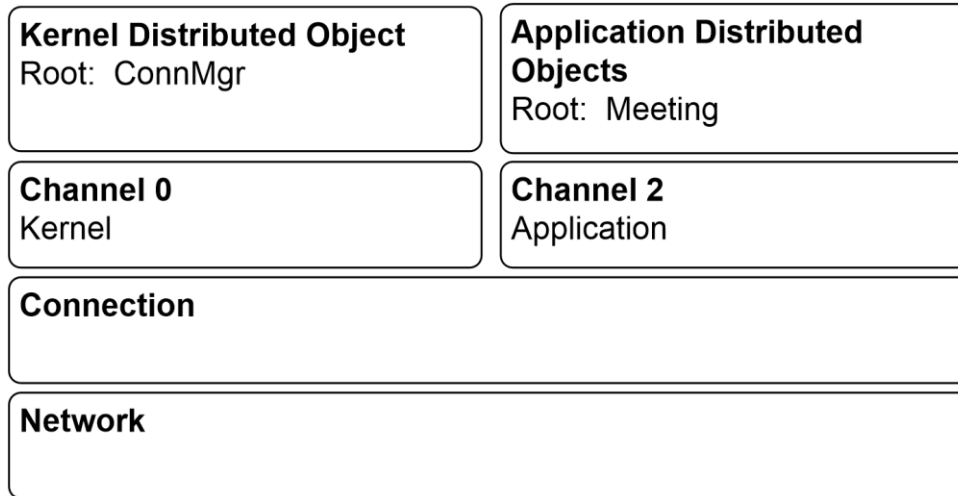 Kernel Distributed Object
Root: ConnMgr
Application Distributed
Objects
Root: Meeting
Channel 0
Kernel
Channel 2
Application
Connection
Network